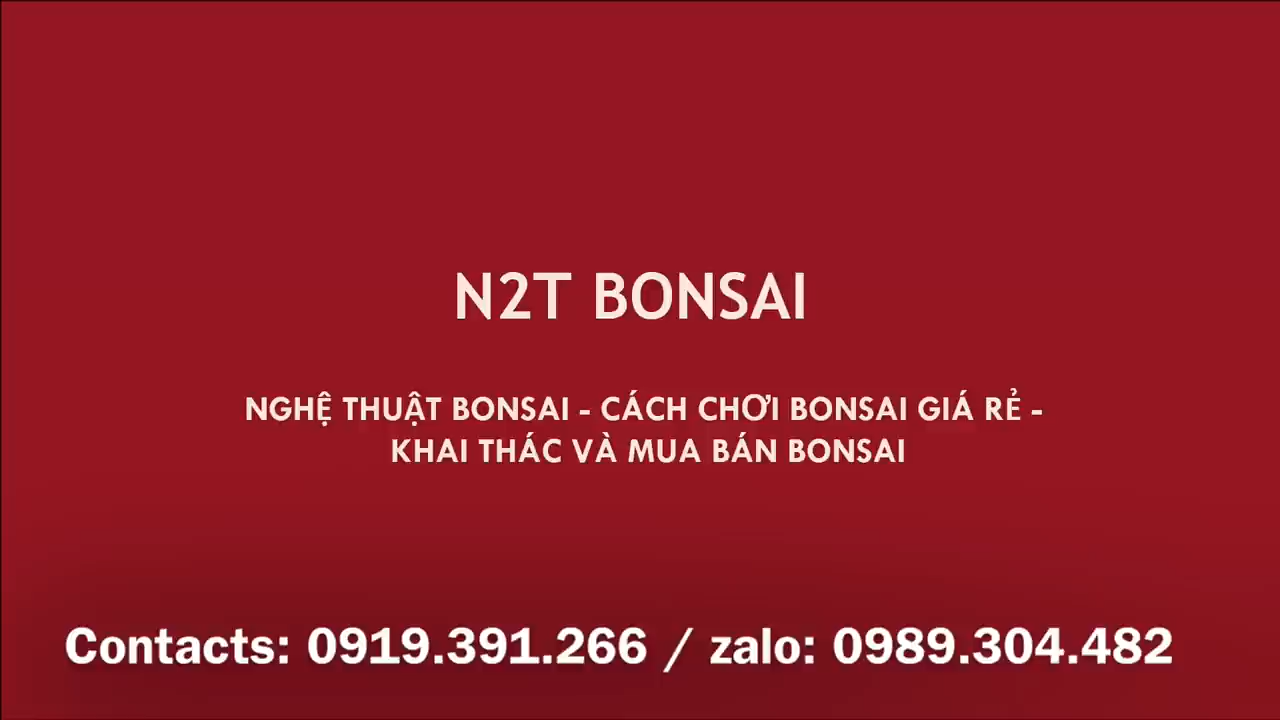 N2T BONSAI
NGHỆ THUẬT BONSAI - CÁCH CHƠI BONSAI GIÁ RẺ -
KHAI THÁC VÀ MUA BÁN BONSAI
Contacts: 0919.391.266 / zalo: 0989.304.482